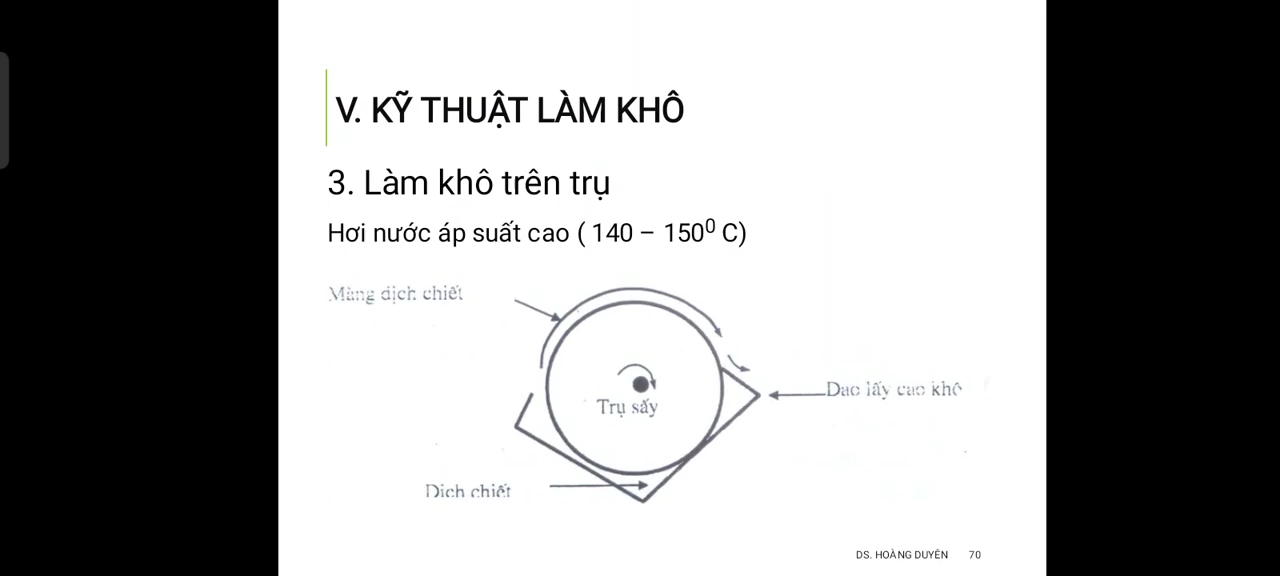 V. KỸ THUẬT LÀM KHÔ
3. Làm khô trên trụ
Hơi nước áp suất cao ( 140 – 150⁰ C)
Màng dịch chiết
Dao lấy cao khô
Trụ sấy
Dịch chiết
DS. HOÀNG DUYÊN 70